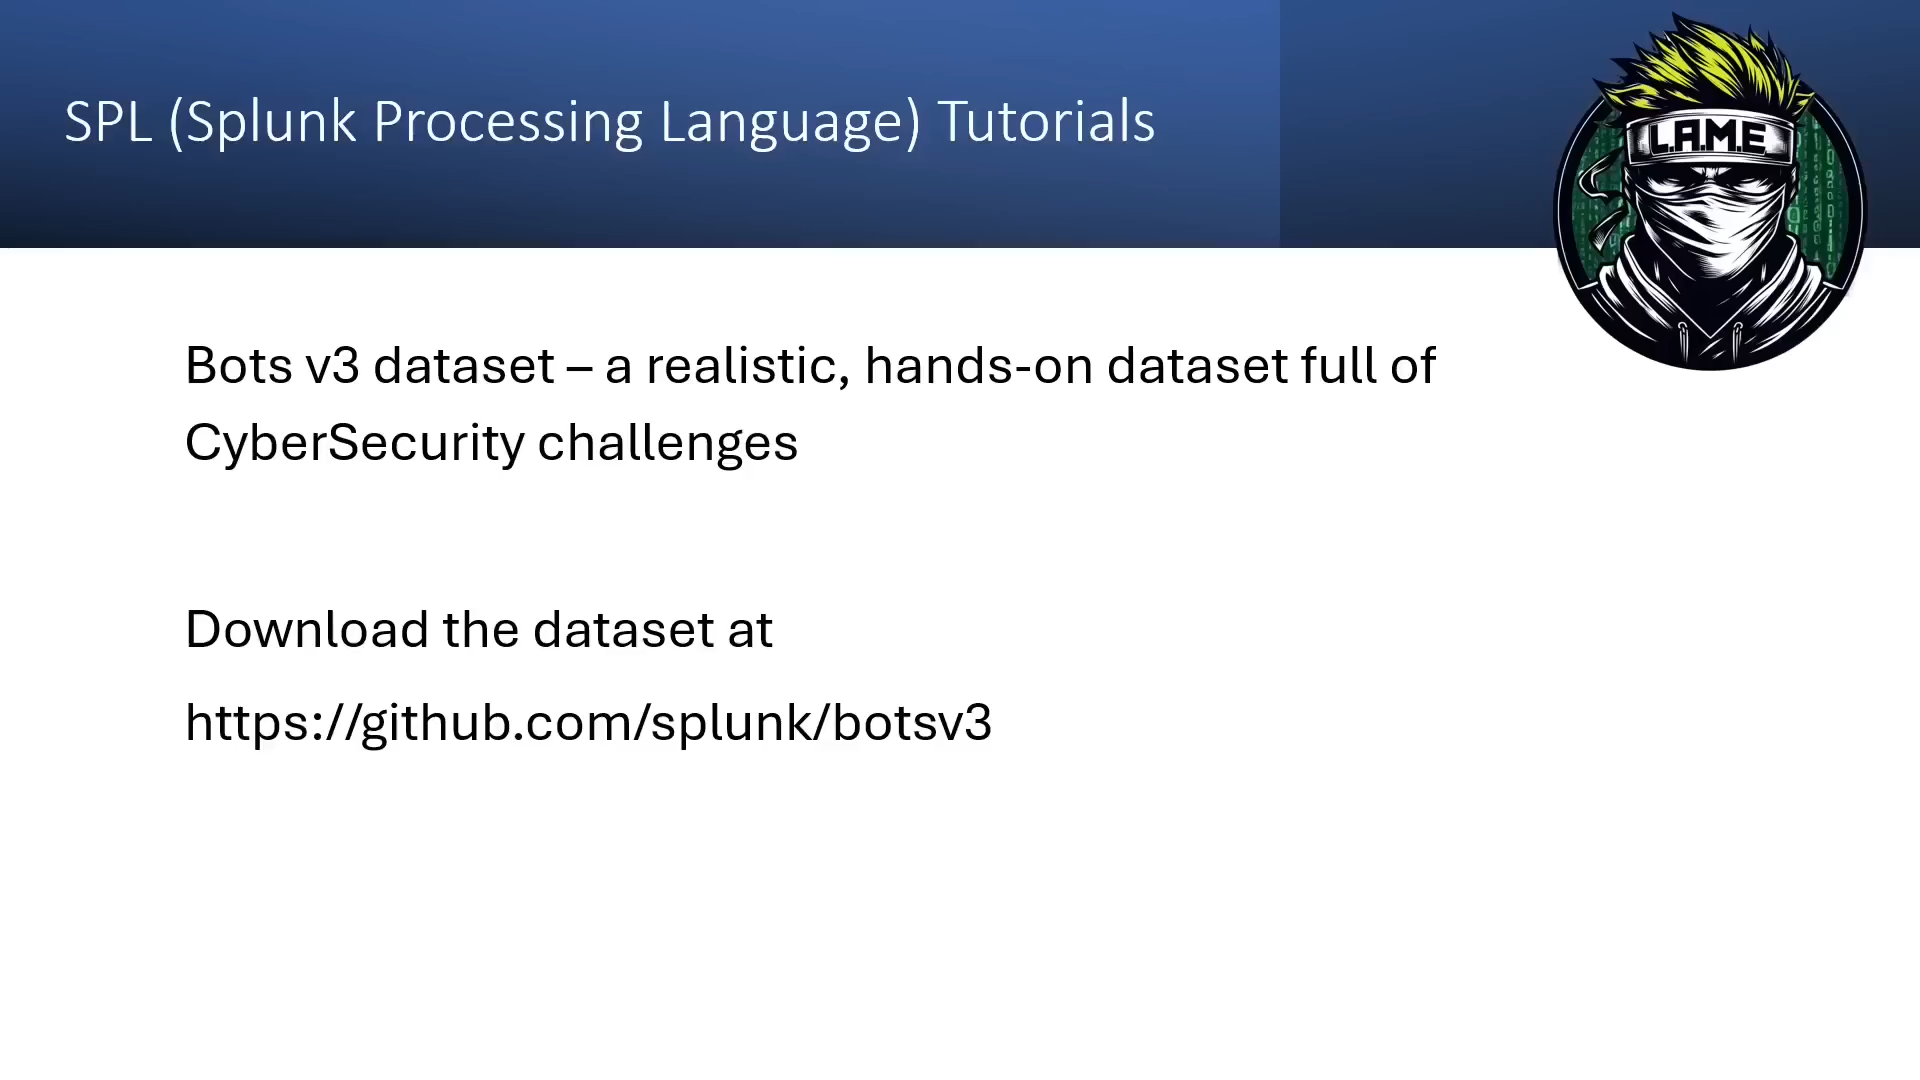 SPL (Splunk Processing Language) Tutorials
L.A.M.E
Bots v3 dataset – a realistic, hands-on dataset full of
CyberSecurity challenges
Download the dataset at
https://github.com/splunk/botsv3